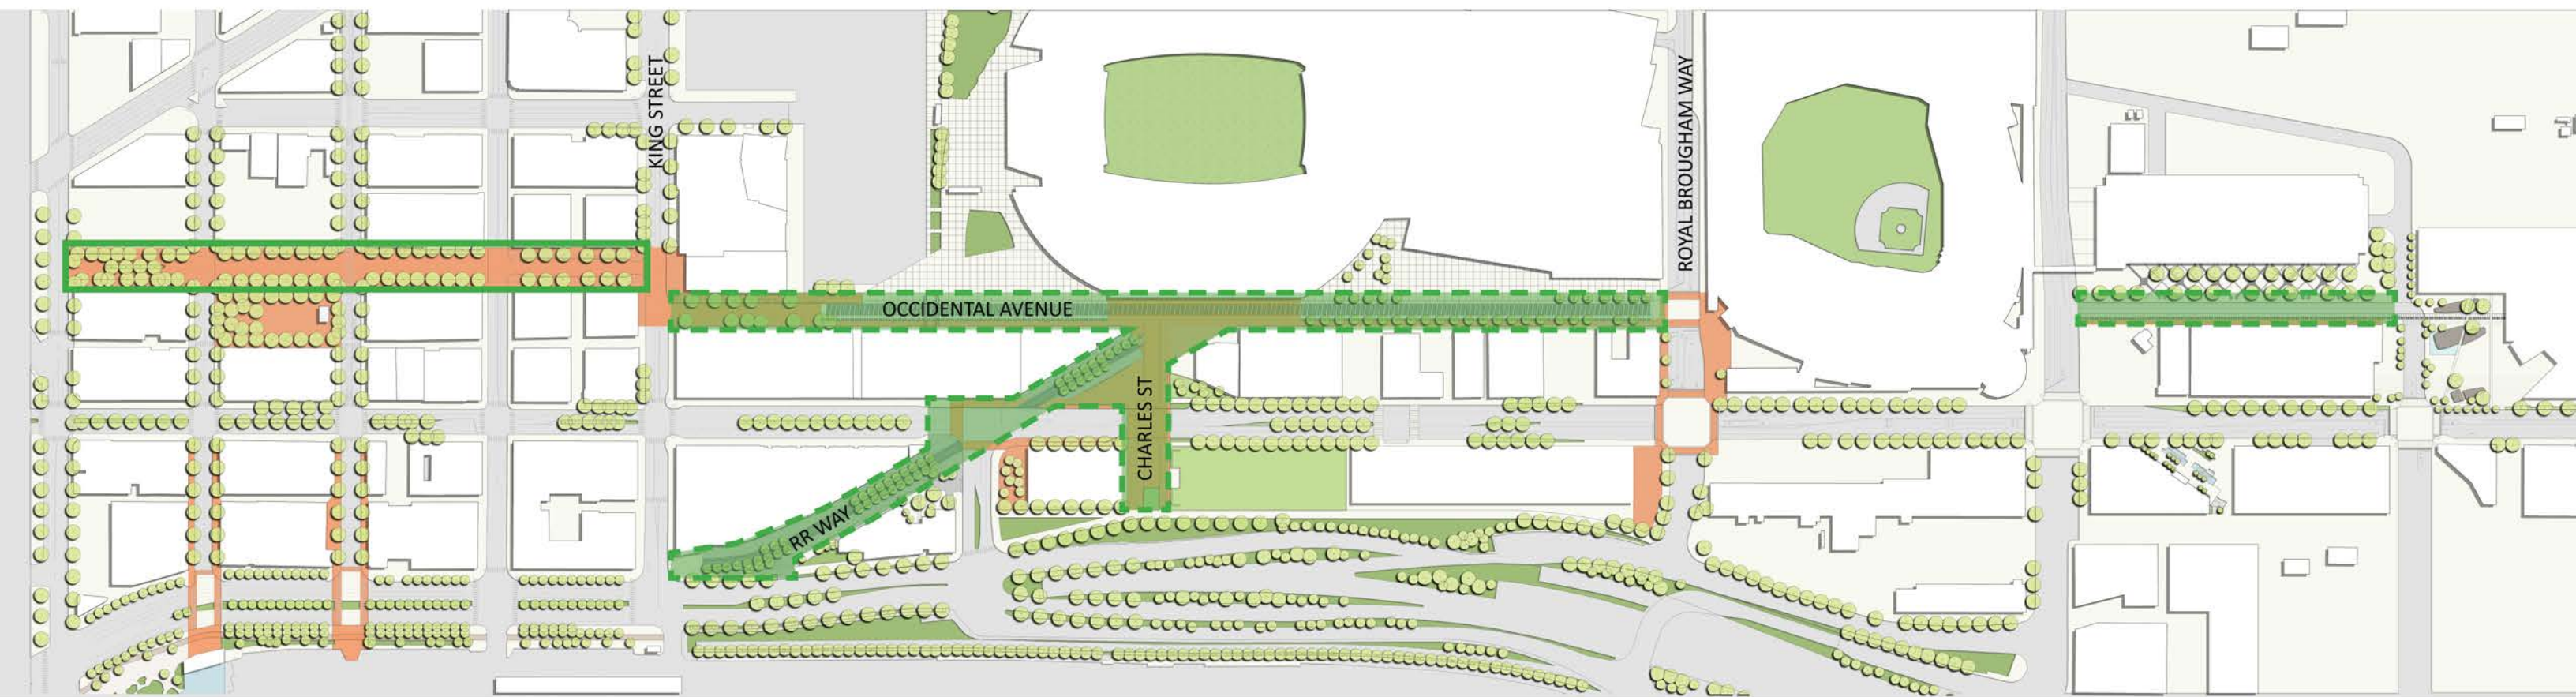 KING STREET
ROYAL BROUGHAM WAY
OCCIDENTAL AVENUE
CHARLES ST
RR WAY